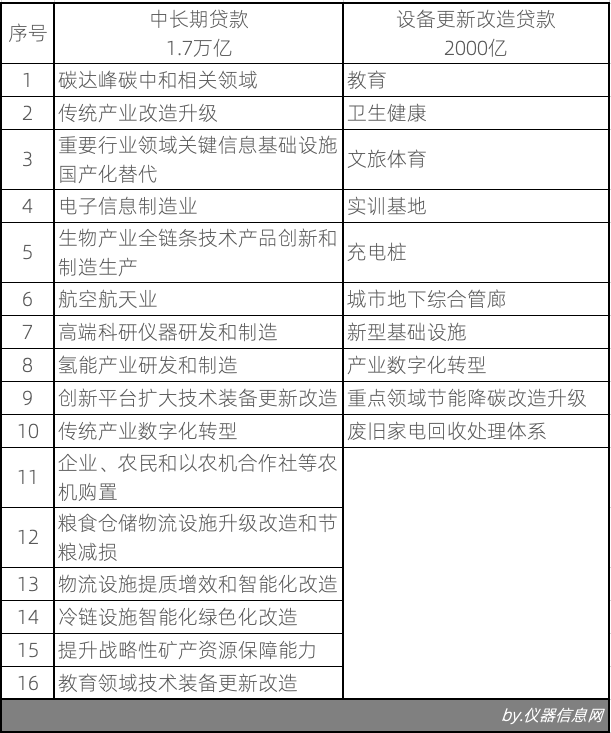 序号
中长期贷款
1.7万亿
设备更新改造贷款
2000亿
1
碳达峰碳中和相关领域
教育
2
传统产业改造升级
卫生健康
3
重要行业领域关键信息基础设施
国产化替代
文旅体育
4
电子信息制造业
实训基地
5
生物产业全链条技术产品创新和
制造生产
充电桩
6
航空航天业
城市地下综合管廊
7
高端科研仪器研发和制造
新型基础设施
8
氢能产业研发和制造
产业数字化转型
9
创新平台扩大技术装备更新改造
重点领域节能降碳改造升级
10
传统产业数字化转型
废旧家电回收处理体系
11
企业、农民和以农机合作社等农
机购置
12
粮食仓储物流设施升级改造和节
粮减损
13
物流设施提质增效和智能化改造
14
冷链设施智能化绿色化改造
15
提升战略性矿产资源保障能力
16
教育领域技术装备更新改造
by.仪器信息网